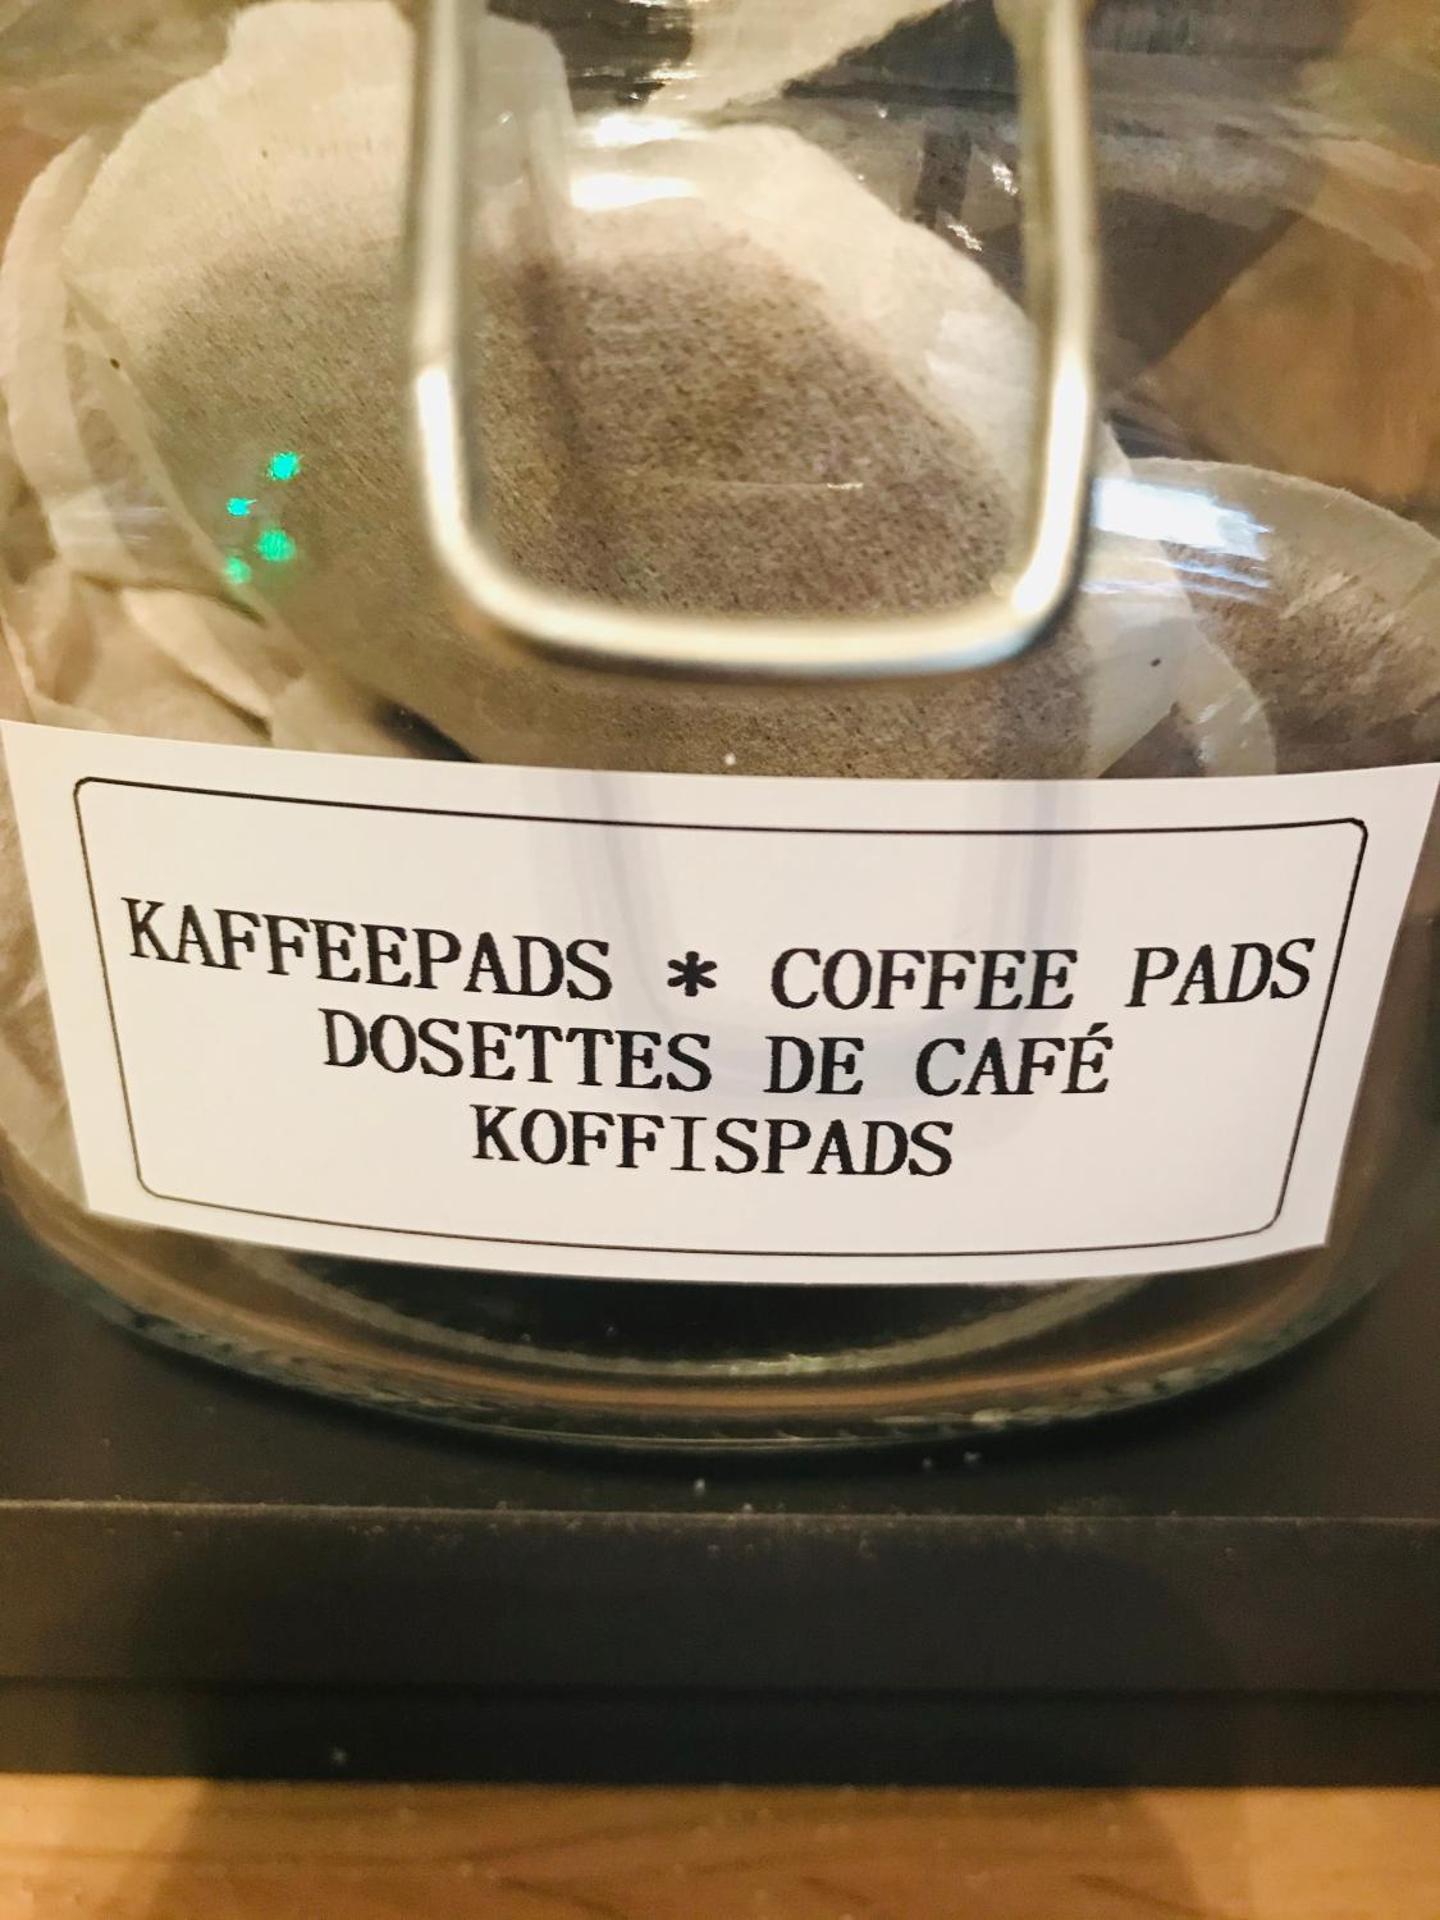 KAFFEEPADS * COFFEE PADS
DOSETTES DE CAFÉ
KOFFISPADS